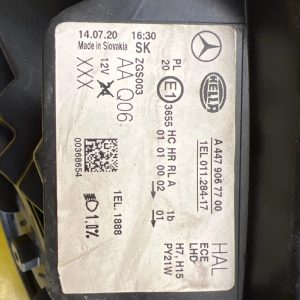 14.07.20 16:30
Made in Slovakia SK
12V ZGS003
XXX AA Q06
00368654
1EL. 1888
1.0%
PL
20 E1 3655 HC HR RL A
01 01 00 02
01 1b
HELLA
A 447 906 77 00
1EL 011.284-17
HAL
ECE
LHD
H7, H15
PY21W